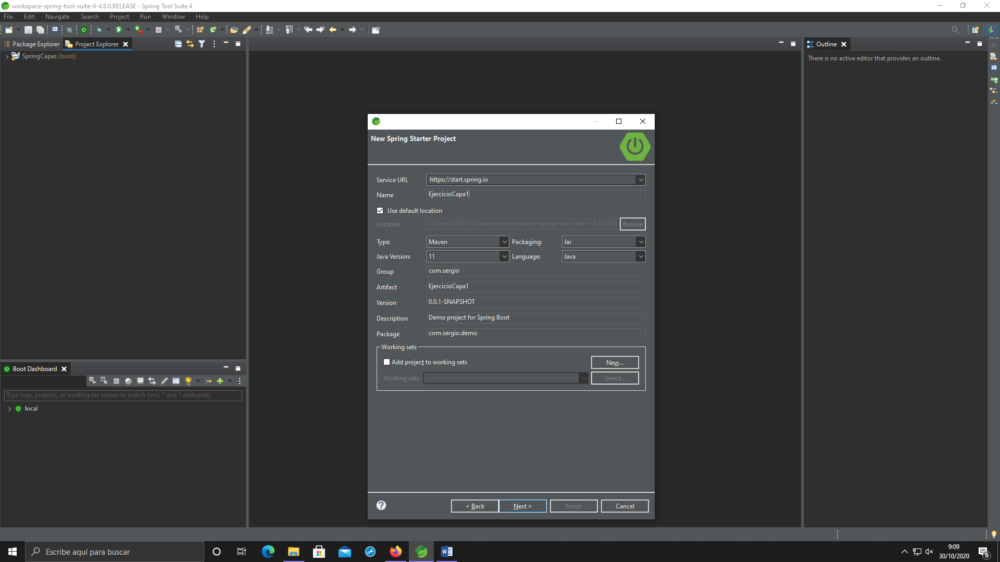 workspace-spring-tool-suite-4-4.8.0.RELEASE - Spring Tool Suite 4
File Edit Navigate Search Project Run Window Help
Package Explorer Project Explorer
SpringCapas [boot]
Outline
There is no active editor that provides an outline.
New Spring Starter Project
Service URL https://start.spring.io
Name EjercicioCapa1
Use default location
Location C:\Users\20201\Documents\workspace-spring-tool-suite-4-4.8.0.REL Browse
Type: Maven Packaging: Jar
Java Version: 11 Language: Java
Group com.sergio
Artifact EjercicioCapa1
Version 0.0.1-SNAPSHOT
Description Demo project for Spring Boot
Package com.sergio.demo
Working sets
Add project to working sets New...
Working sets: Select...
< Back Next > Finish Cancel
Boot Dashboard
Type tags, projects, or working set names to match (incl. * and ? wildcards)
local
Escribe aquí para buscar
9:09
30/10/2020
6